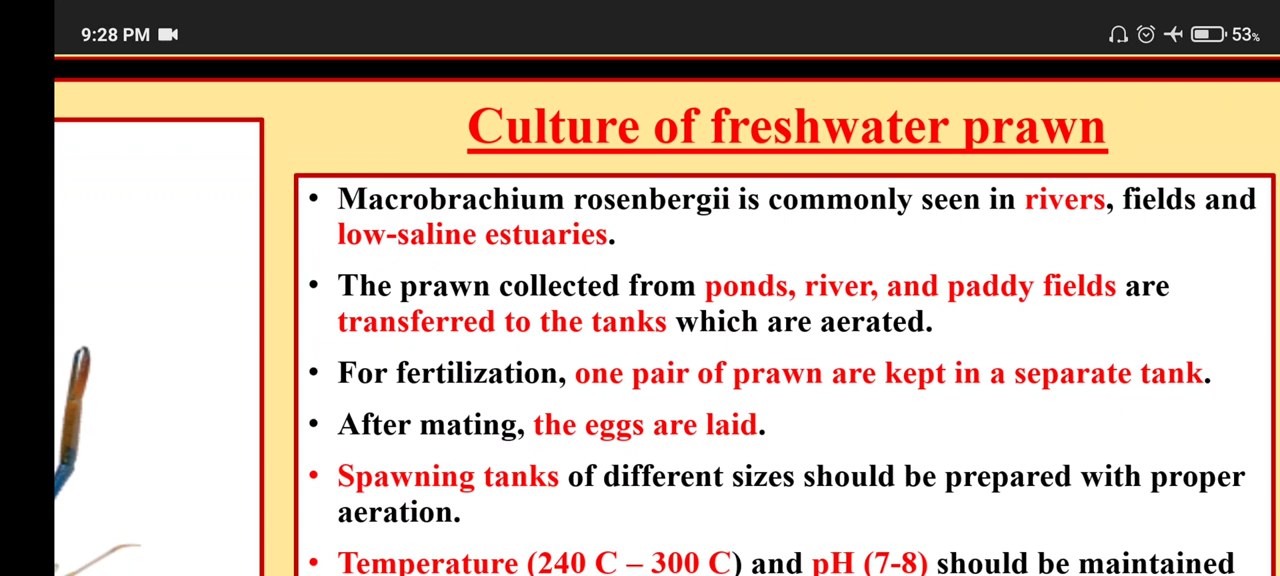 9:28 PM
53%
Culture of freshwater prawn
• Macrobrachium rosenbergii is commonly seen in rivers, fields and
low-saline estuaries.
• The prawn collected from ponds, river, and paddy fields are
transferred to the tanks which are aerated.
• For fertilization, one pair of prawn are kept in a separate tank.
• After mating, the eggs are laid.
• Spawning tanks of different sizes should be prepared with proper
aeration.
• Temperature (240 C – 300 C) and pH (7-8) should be maintained